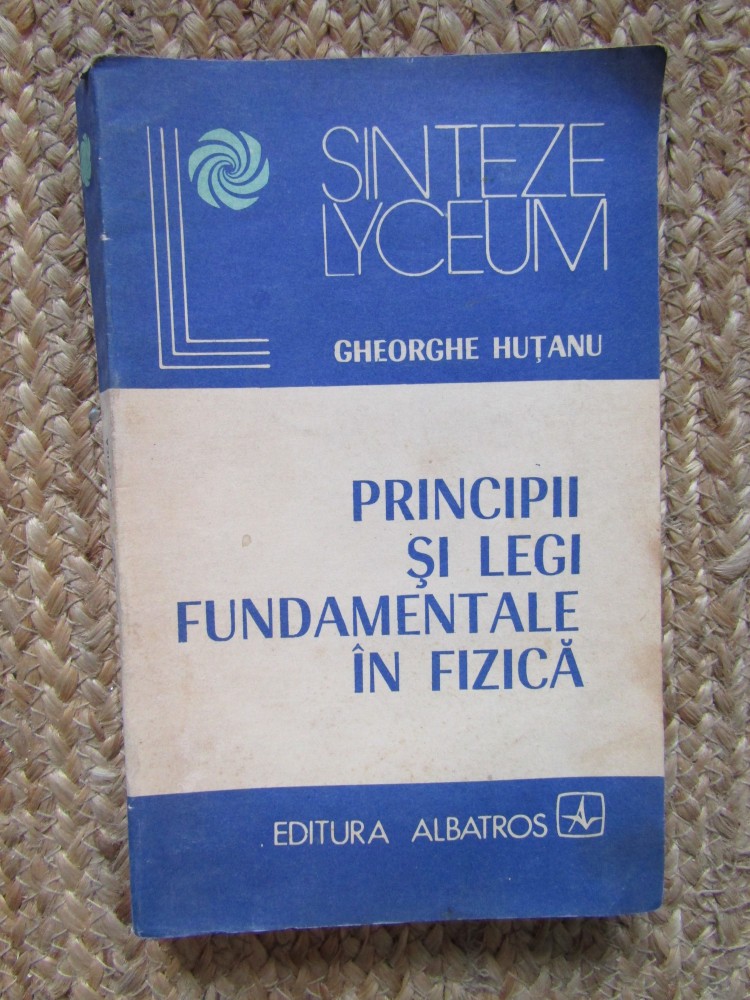 SINTEZE
LYCEUM
GHEORGHE HUȚANU
PRINCIPII
ȘI LEGI
FUNDAMENTALE
ÎN FIZICĂ
EDITURA ALBATROS